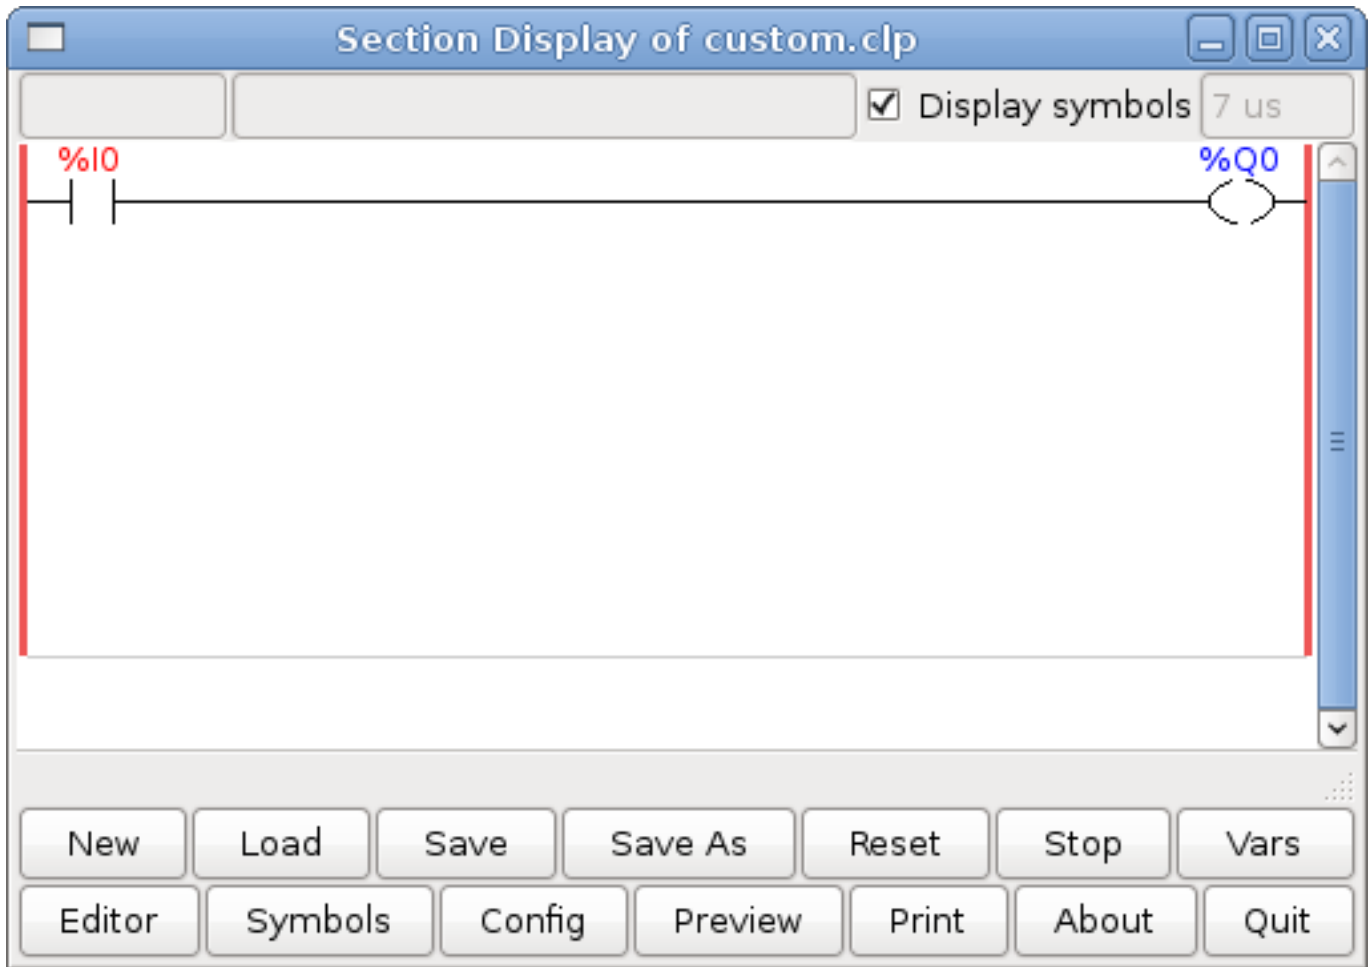 Section Display of custom.clp
Display symbols 7 us
%I0 %Q0
New Load Save Save As Reset Stop Vars
Editor Symbols Config Preview Print About Quit